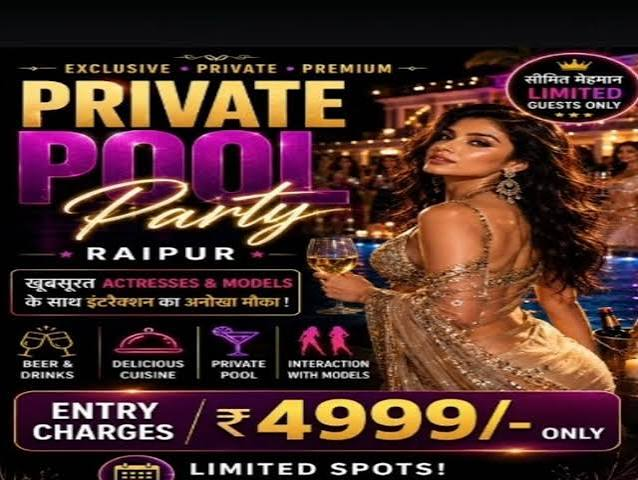 EXCLUSIVE • PRIVATE • PREMIUM
सीमित मेहमान
LIMITED
GUESTS ONLY
PRIVATE
POOL
Party
RAIPUR
खूबसूरत ACTRESSES & MODELS
के साथ इंटरैक्शन का अनोखा मौका !
BEER &
DRINKS
DELICIOUS
CUISINE
PRIVATE
POOL
INTERACTION
WITH MODELS
ENTRY
CHARGES
₹4999/- ONLY
LIMITED SPOTS!